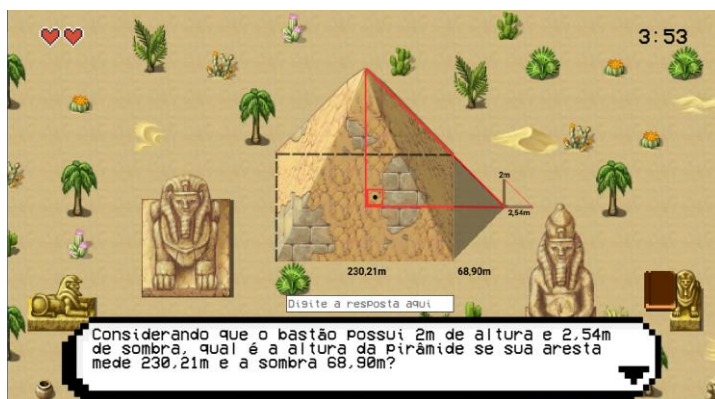 3:53
2m
2,54m
230,21m 68,90m
Digite a resposta aqui
Considerando que o bastão possui 2m de altura e 2,54m
de sombra, qual é a altura da pirâmide se sua aresta
mede 230,21m e a sombra 68,90m?